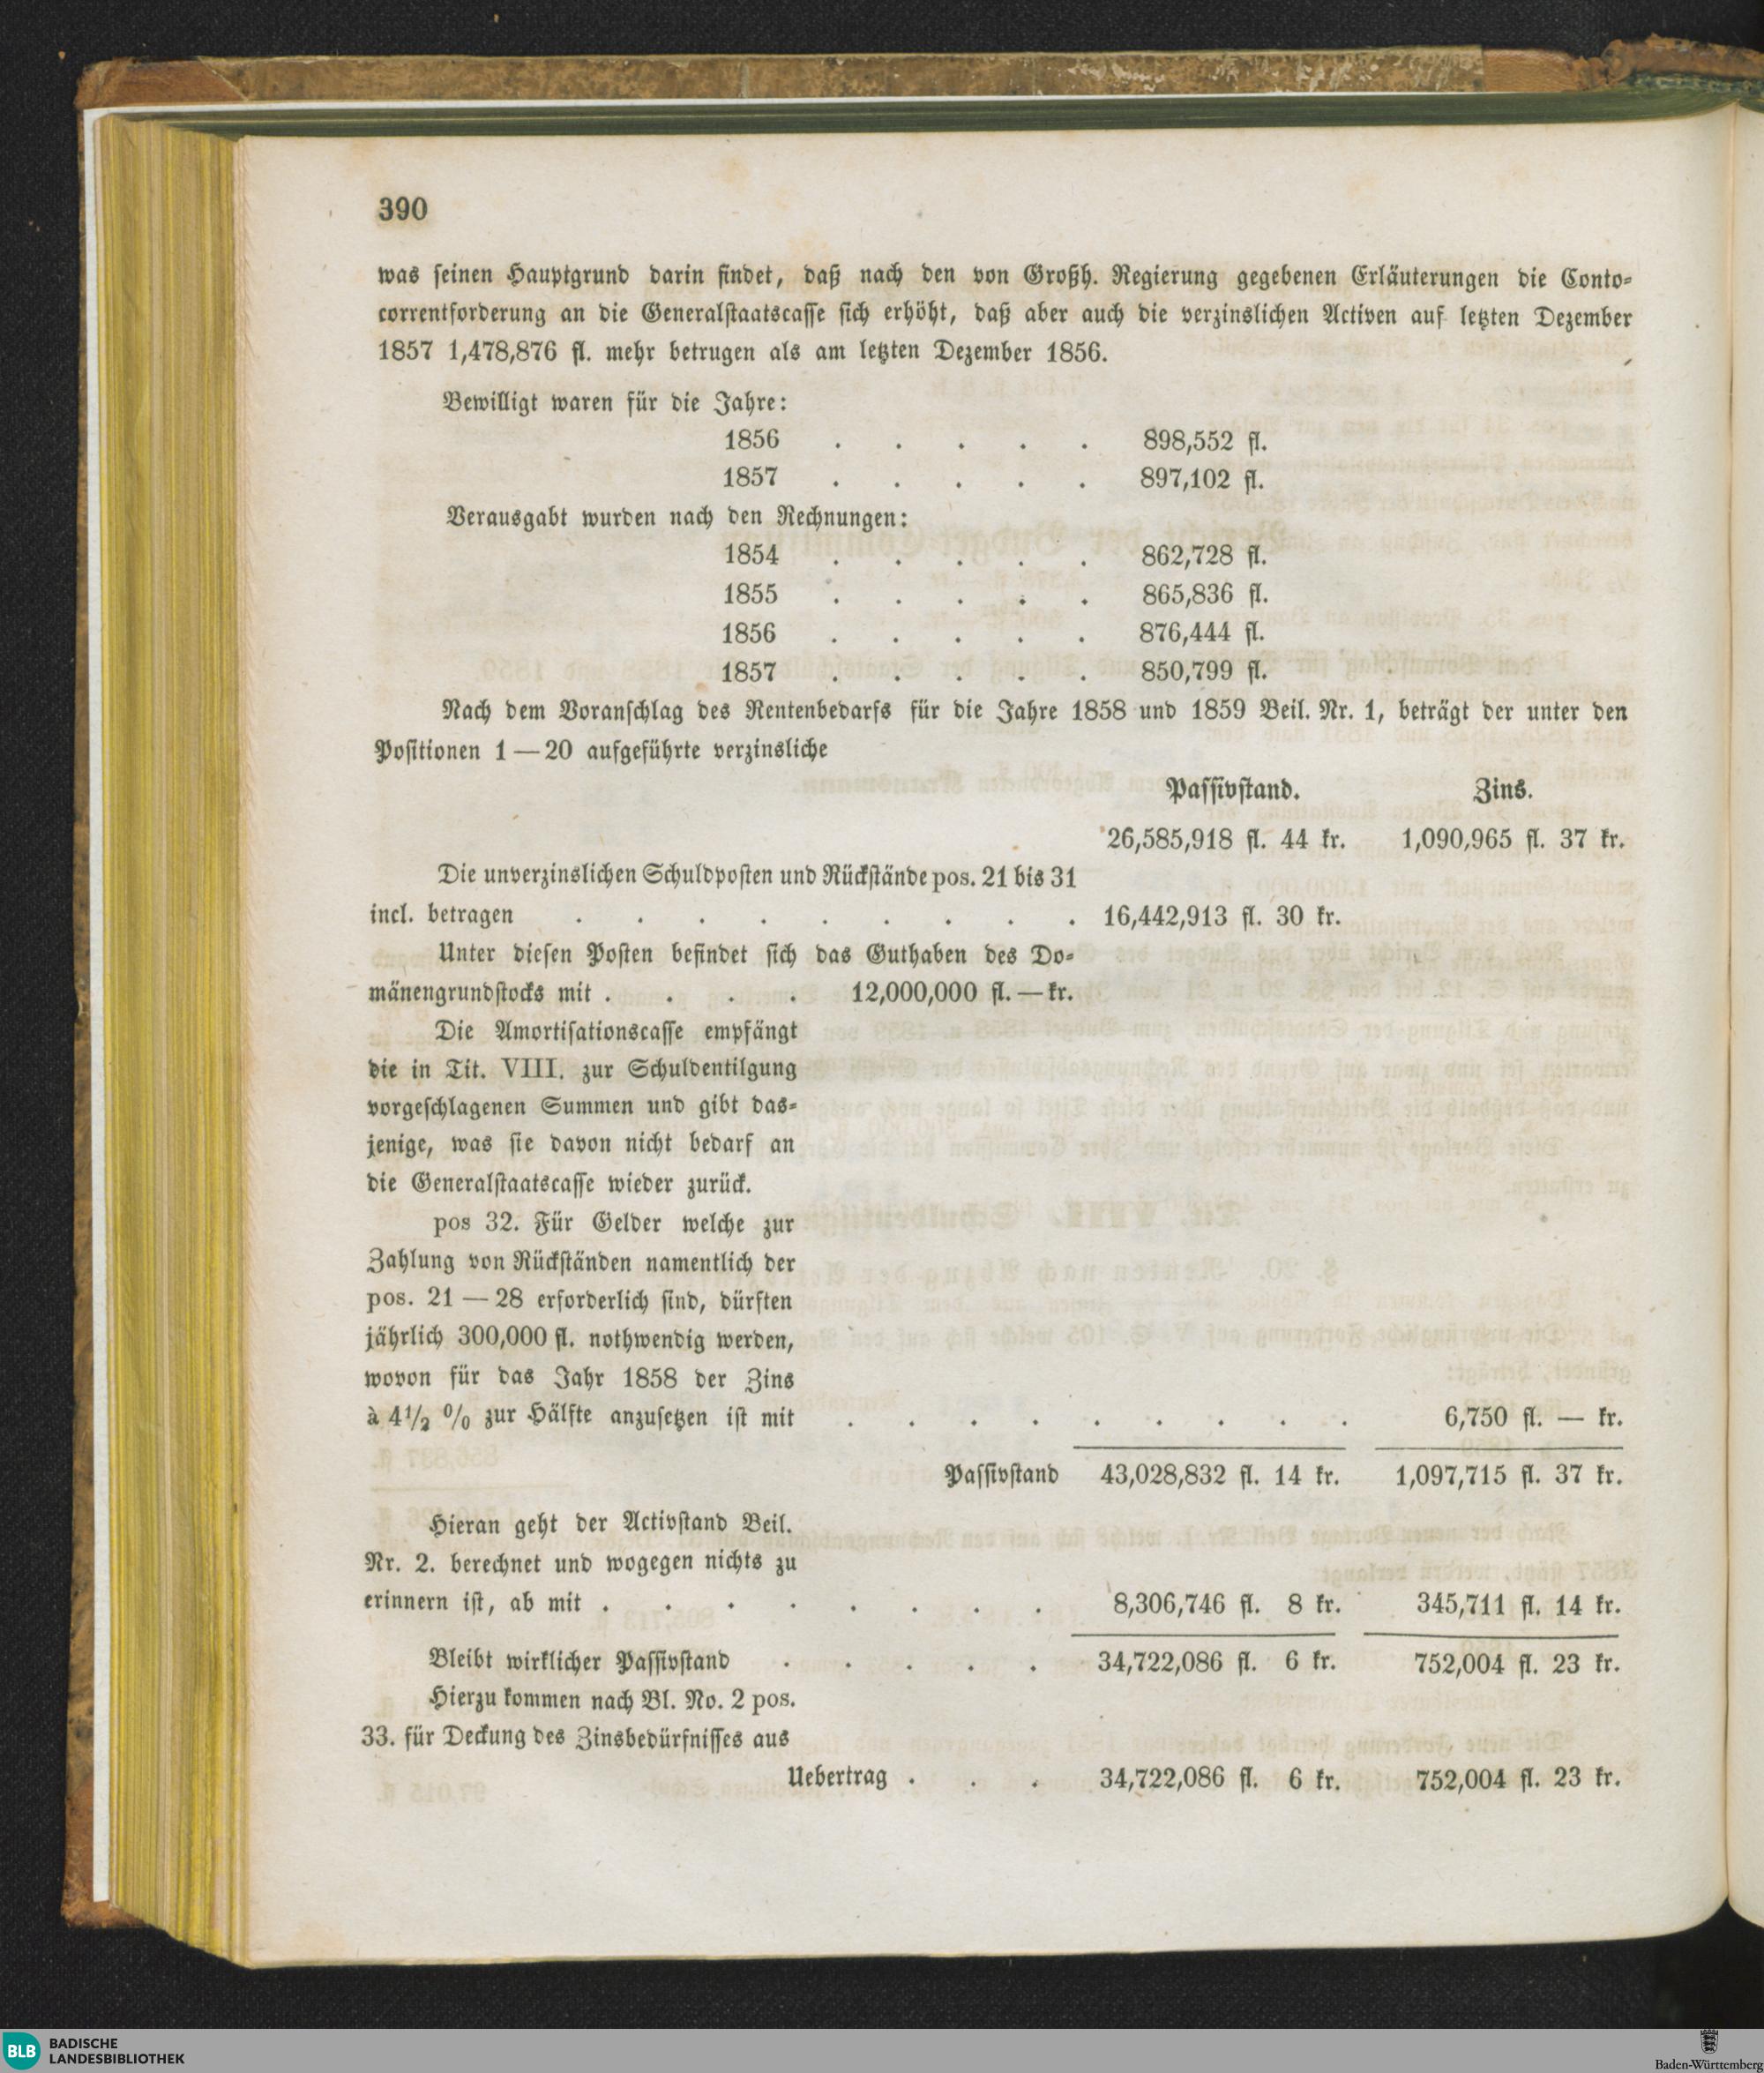 390
was seinen Hauptgrund darin findet, daß nach den von Großh. Regierung gegebenen Erläuterungen die Conto-
correntforderung an die Generalstaatscasse sich erhöht, daß aber auch die verzinslichen Activen auf letzten Dezember
1857 1,478,876 fl. mehr betrugen als am letzten Dezember 1856.
Bewilligt waren für die Jahre:
1856 . . . . . 898,552 fl.
1857 . . . . . 897,102 fl.
Verausgabt wurden nach den Rechnungen:
1854 . . . . . 862,728 fl.
1855 . . . . . 865,836 fl.
1856 . . . . . 876,444 fl.
1857 . . . . . 850,799 fl.
Nach dem Voranschlag des Rentenbedarfs für die Jahre 1858 und 1859 Beil. Nr. 1, beträgt der unter den
Positionen 1 — 20 aufgeführte verzinsliche
Passivstand. Zins.
26,585,918 fl. 44 kr. 1,090,965 fl. 37 kr.
Die unverzinslichen Schuldposten und Rückstände pos. 21 bis 31
incl. betragen . . . . . . . . . 16,442,913 fl. 30 kr.
Unter diesen Posten befindet sich das Guthaben des Do-
mänengrundstocks mit . . . . 12,000,000 fl. — kr.
Die Amortisationscasse empfängt
die in Tit. VIII. zur Schuldentilgung
vorgeschlagenen Summen und gibt das-
jenige, was sie davon nicht bedarf an
die Generalstaatscasse wieder zurück.
pos 32. Für Gelder welche zur
Zahlung von Rückständen namentlich der
pos. 21 — 28 erforderlich sind, dürften
jährlich 300,000 fl. nothwendig werden,
wovon für das Jahr 1858 der Zins
à 4½ % zur Hälfte anzusetzen ist mit . . . . . . . . . 6,750 fl. — kr.
Passivstand 43,028,832 fl. 14 kr. 1,097,715 fl. 37 kr.
Hieran geht der Activstand Beil.
Nr. 2. berechnet und wogegen nichts zu
erinnern ist, ab mit . . . . . . . . 8,306,746 fl. 8 kr. 345,711 fl. 14 kr.
Bleibt wirklicher Passivstand . . . . . 34,722,086 fl. 6 kr. 752,004 fl. 23 kr.
Hierzu kommen nach Bl. No. 2 pos.
33. für Deckung des Zinsbedürfnisses aus
Uebertrag . . . 34,722,086 fl. 6 kr. 752,004 fl. 23 kr.
BLB BADISCHE
LANDESBIBLIOTHEK
Baden-Württemberg